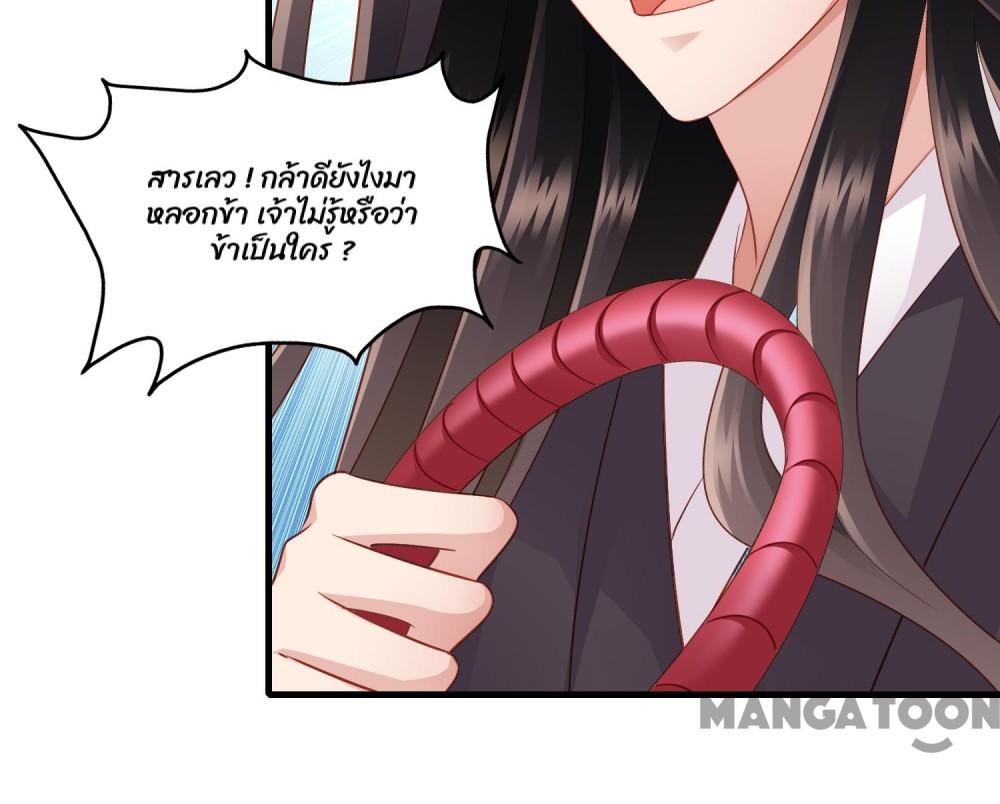 สารเลว ! กล้าดียังไงมา
หลอกข้า เจ้าไม่รู้หรือว่า
ข้าเป็นใคร ?
MANGATOON